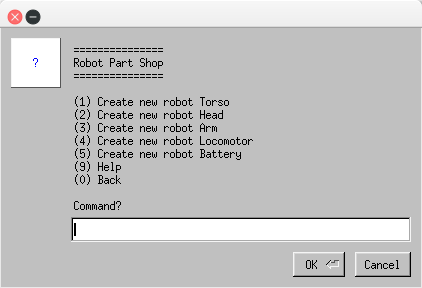 ?
===============
Robot Part Shop
===============
(1) Create new robot Torso
(2) Create new robot Head
(3) Create new robot Arm
(4) Create new robot Locomotor
(5) Create new robot Battery
(9) Help
(0) Back
Command?
OK
Cancel